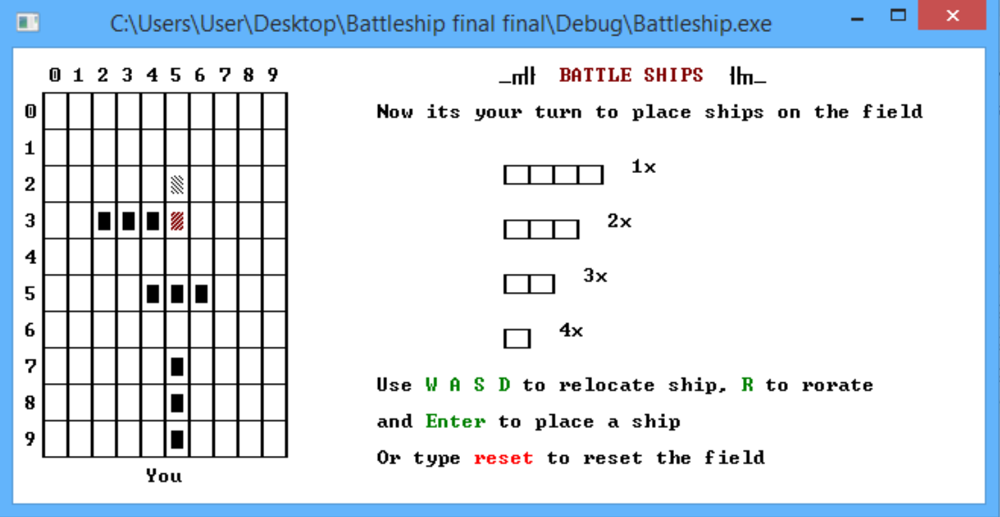 C:\Users\User\Desktop\Battleship final final\Debug\Battleship.exe
0 1 2 3 4 5 6 7 8 9
0
1
2
3
4
5
6
7
8
9
You
BATTLE SHIPS
Now its your turn to place ships on the field
1x
2x
3x
4x
Use W A S D to relocate ship, R to rorate
and Enter to place a ship
Or type reset to reset the field